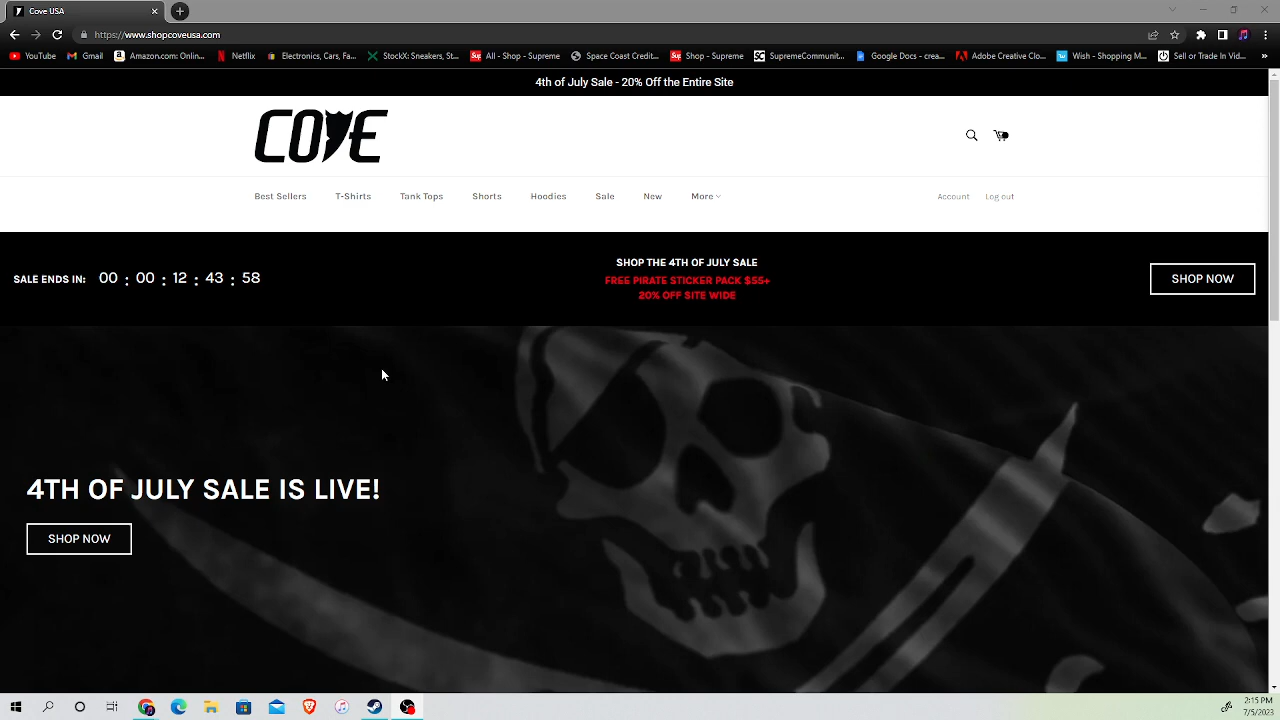 Cove USA
https://www.shopcoveusa.com
YouTube
Gmail
Amazon.com: Onlin...
Netflix
Electronics, Cars, Fa...
StockX: Sneakers, St...
All - Shop - Supreme
Space Coast Credit...
Shop - Supreme
SupremeCommunit...
Google Docs - crea...
Adobe Creative Clo...
Wish - Shopping M...
Sell or Trade In Vid...
4th of July Sale - 20% Off the Entire Site
COVE
Best Sellers
T-Shirts
Tank Tops
Shorts
Hoodies
Sale
New
More
Account
Log out
SALE ENDS IN: 00 : 00 : 12 : 43 : 58
SHOP THE 4TH OF JULY SALE
FREE PIRATE STICKER PACK $55+
20% OFF SITE WIDE
SHOP NOW
4TH OF JULY SALE IS LIVE!
SHOP NOW
2:15 PM
7/5/2023